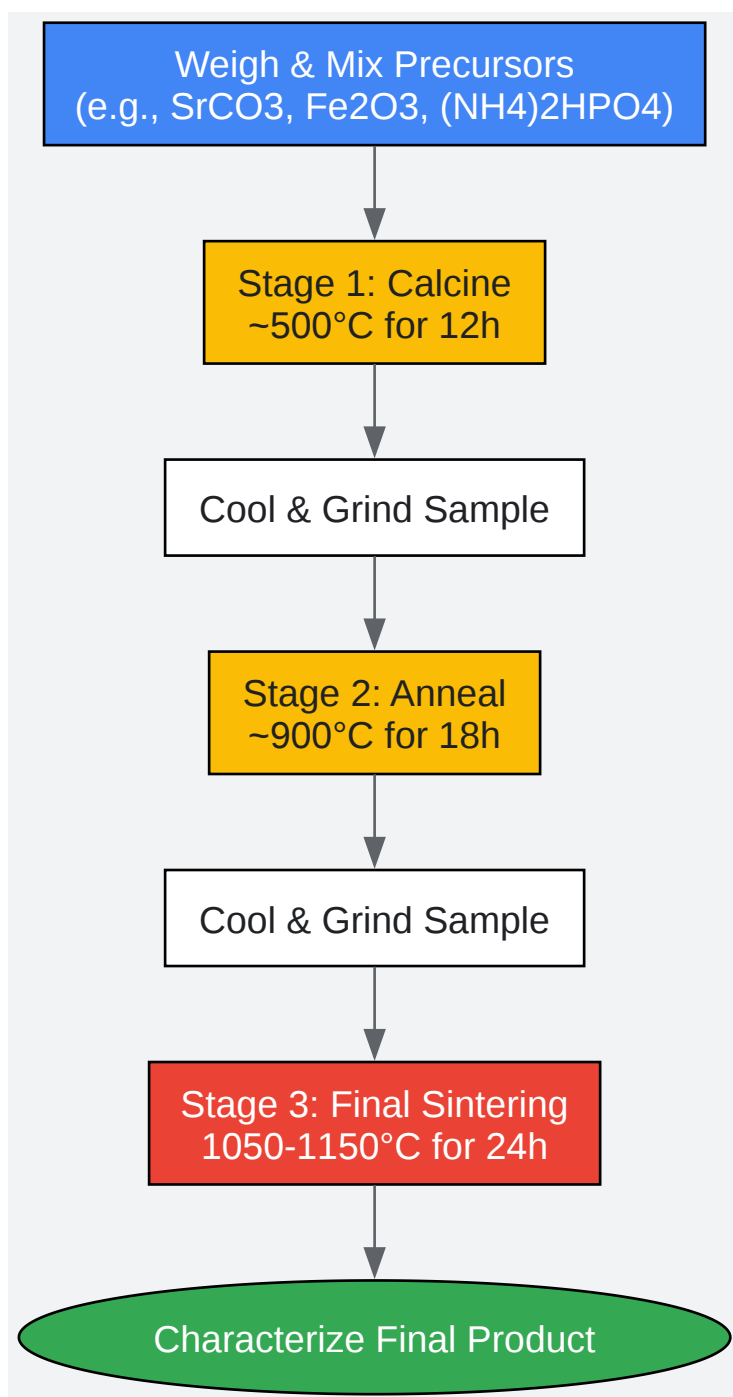 Weigh & Mix Precursors
(e.g., SrCO3, Fe2O3, (NH4)2HPO4)
Stage 1: Calcine
~500°C for 12h
Cool & Grind Sample
Stage 2: Anneal
~900°C for 18h
Cool & Grind Sample
Stage 3: Final Sintering
1050-1150°C for 24h
Characterize Final Product